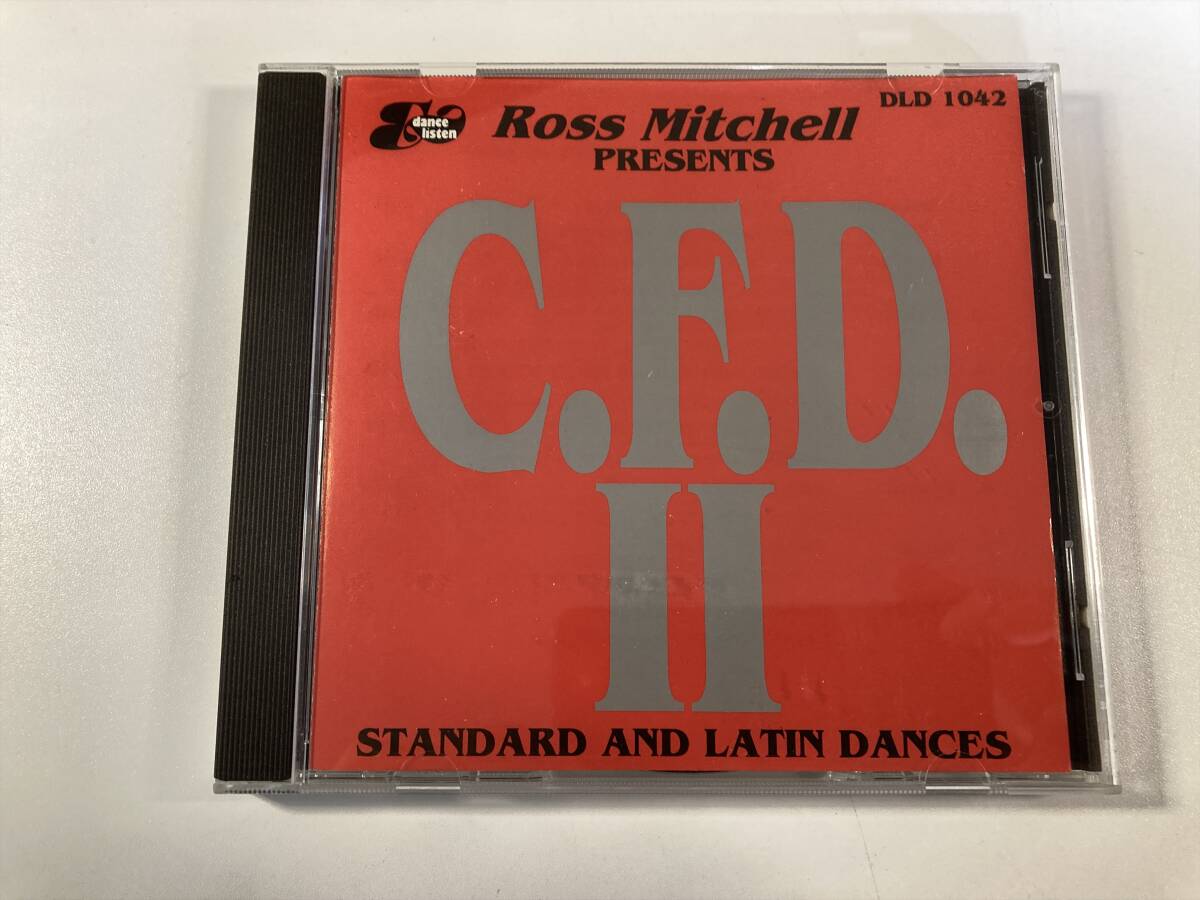 dance
listen
Ross Mitchell
DLD 1042
PRESENTS
C.F.D.
II
STANDARD AND LATIN DANCES